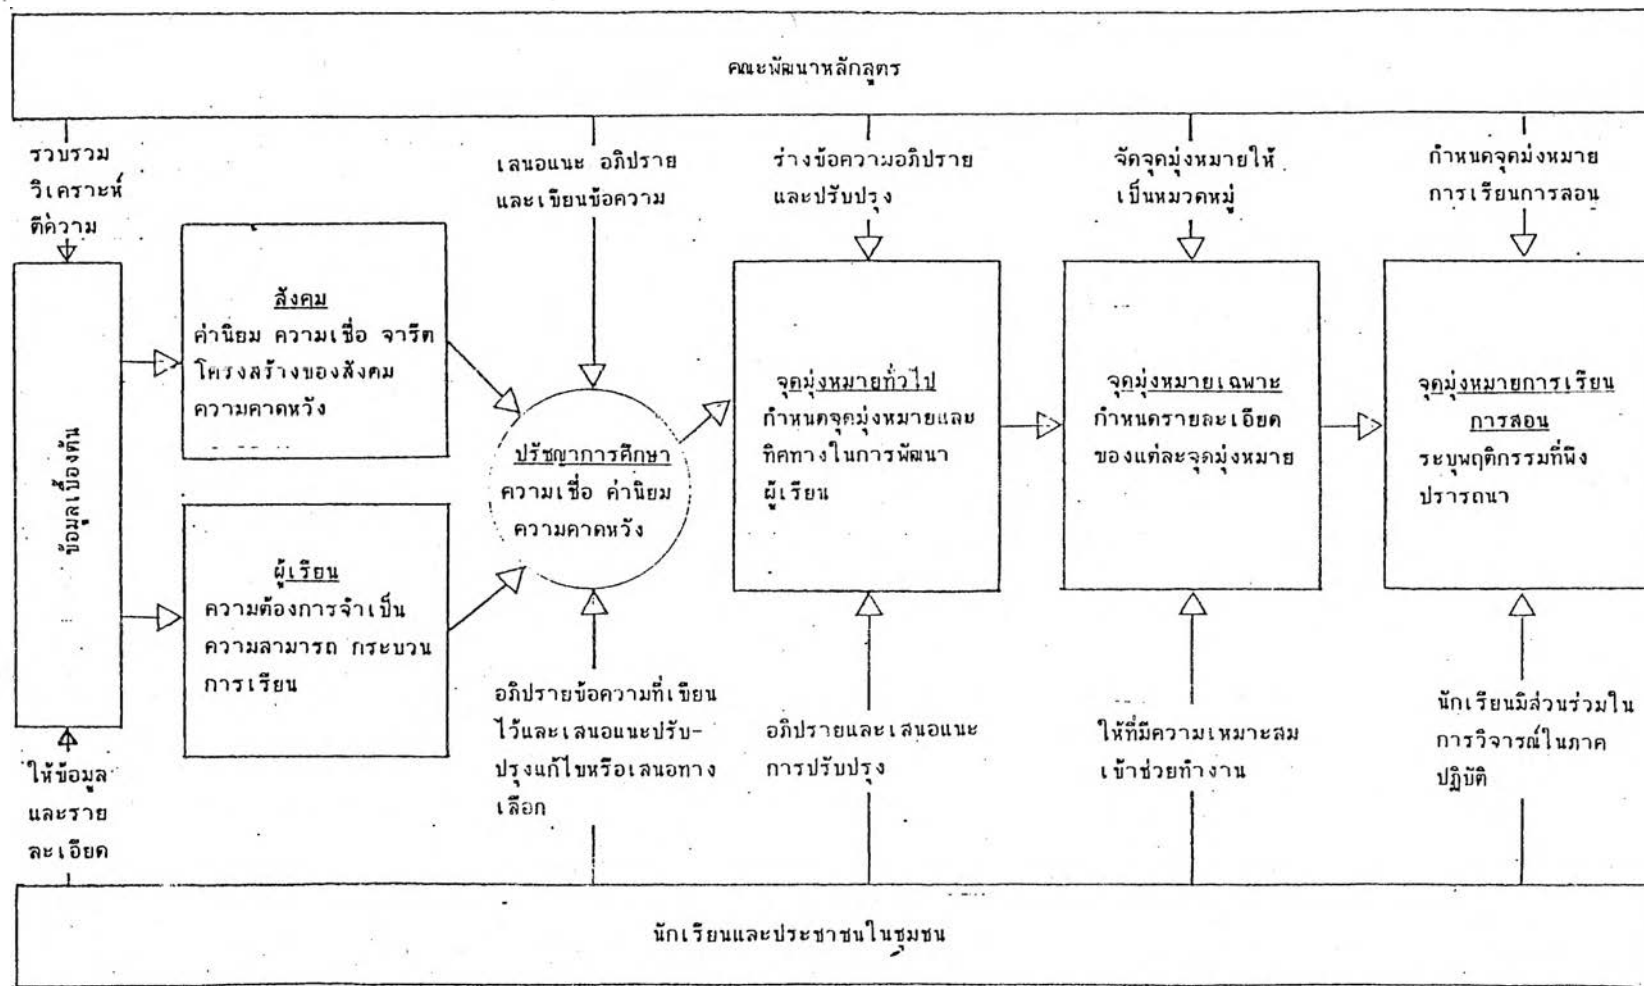 คณะพัฒนาหลักสูตร
รวบรวม
วิเคราะห์
ตีความ
เสนอแนะ อภิปราย
และเขียนข้อความ
ร่างข้อความอภิปราย
และปรับปรุง
จัดจุดมุ่งหมายให้
เป็นหมวดหมู่
กำหนดจุดมุ่งหมาย
การเรียนการสอน
ข้อมูลเบื้องต้น
สังคม
ค่านิยม ความเชื่อ จารีต
โครงสร้างของสังคม
ความคาดหวัง
ผู้เรียน
ความต้องการจำเป็น
ความสามารถ กระบวน
การเรียน
ปรัชญาการศึกษา
ความเชื่อ ค่านิยม
ความคาดหวัง
จุดมุ่งหมายทั่วไป
กำหนดจุดมุ่งหมายและ
ทิศทางในการพัฒนา
ผู้เรียน
จุดมุ่งหมายเฉพาะ
กำหนดรายละเอียด
ของแต่ละจุดมุ่งหมาย
จุดมุ่งหมายการเรียน
การสอน
ระบุพฤติกรรมที่พึง
ปรารถนา
ให้ข้อมูล
และราย
ละเอียด
อภิปรายข้อความที่เขียน
ไว้และเสนอแนะปรับ-
ปรุงแก้ไขหรือเสนอทาง
เลือก
อภิปรายและเสนอแนะ
การปรับปรุง
ให้ที่มีความเหมาะสม
เข้าช่วยทำงาน
นักเรียนมีส่วนร่วมใน
การวิจารณ์ในภาค
ปฏิบัติ
นักเรียนและประชาชนในชุมชน